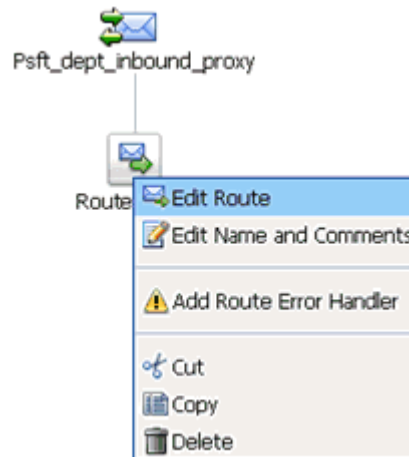 Psft_dept_inbound_proxy
Route
Edit Route
Edit Name and Comments
Add Route Error Handler
Cut
Copy
Delete